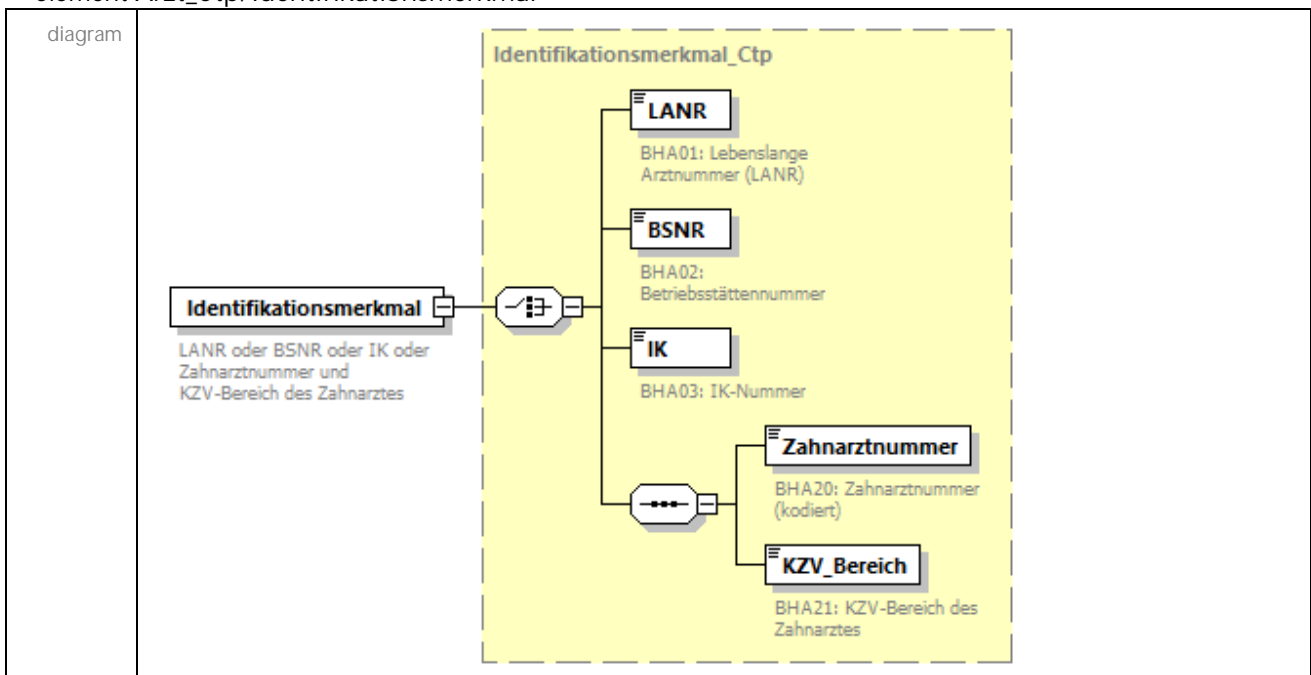 diagram
Identifikationsmerkmal_Ctp
LANR
BHA01: Lebenslange
Arztnummer (LANR)
BSNR
BHA02:
Betriebsstättennummer
Identifikationsmerkmal
LANR oder BSNR oder IK oder
Zahnarztnummer und
KZV-Bereich des Zahnarztes
IK
BHA03: IK-Nummer
Zahnarztnummer
BHA20: Zahnarztnummer
(kodiert)
KZV_Bereich
BHA21: KZV-Bereich des
Zahnarztes